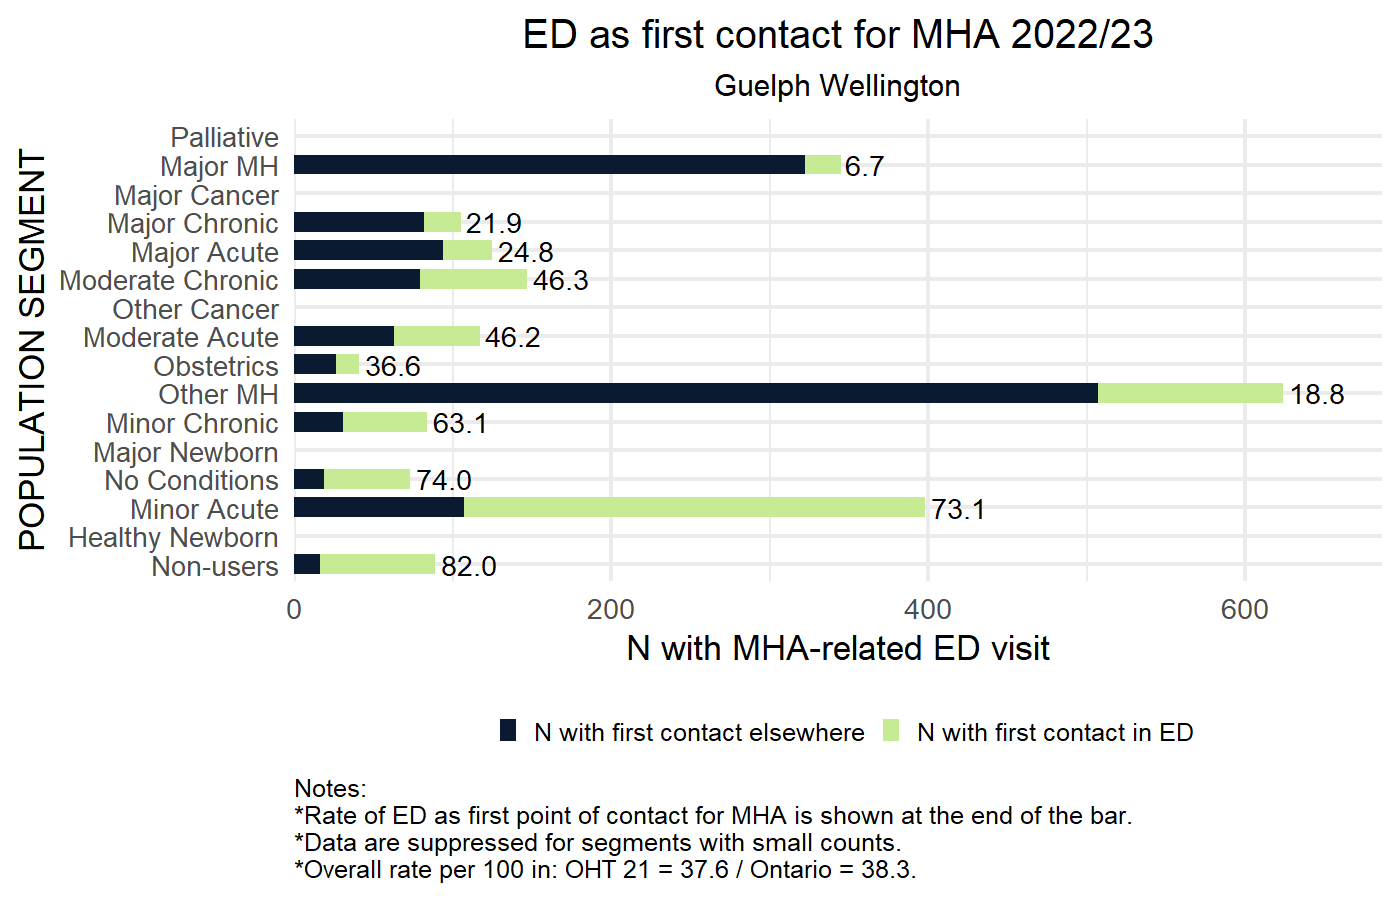 ED as first contact for MHA 2022/23
Guelph Wellington
POPULATION SEGMENT
Palliative
Major MH 6.7
Major Cancer
Major Chronic 21.9
Major Acute 24.8
Moderate Chronic 46.3
Other Cancer
Moderate Acute 46.2
Obstetrics 36.6
Other MH 18.8
Minor Chronic 63.1
Major Newborn
No Conditions 74.0
Minor Acute 73.1
Healthy Newborn
Non-users 82.0
0 200 400 600
N with MHA-related ED visit
N with first contact elsewhere N with first contact in ED
Notes:
*Rate of ED as first point of contact for MHA is shown at the end of the bar.
*Data are suppressed for segments with small counts.
*Overall rate per 100 in: OHT 21 = 37.6 / Ontario = 38.3.